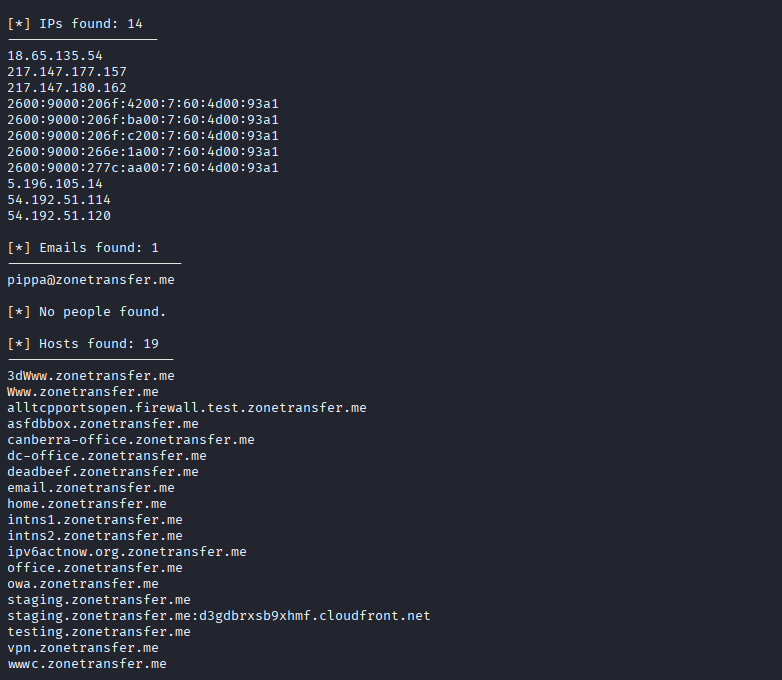 [*] IPs found: 14
-------------------
18.65.135.54
217.147.177.157
217.147.180.162
2600:9000:206f:4200:7:60:4d00:93a1
2600:9000:206f:ba00:7:60:4d00:93a1
2600:9000:206f:c200:7:60:4d00:93a1
2600:9000:266e:1a00:7:60:4d00:93a1
2600:9000:277c:aa00:7:60:4d00:93a1
5.196.105.14
54.192.51.114
54.192.51.120
[*] Emails found: 1
----------------------
pippa@zonetransfer.me
[*] No people found.
[*] Hosts found: 19
---------------------
3dWww.zonetransfer.me
Www.zonetransfer.me
alltcpportsopen.firewall.test.zonetransfer.me
asfdbbox.zonetransfer.me
canberra-office.zonetransfer.me
dc-office.zonetransfer.me
deadbeef.zonetransfer.me
email.zonetransfer.me
home.zonetransfer.me
intns1.zonetransfer.me
intns2.zonetransfer.me
ipv6actnow.org.zonetransfer.me
office.zonetransfer.me
owa.zonetransfer.me
staging.zonetransfer.me
staging.zonetransfer.me:d3gdbrxsb9xhmf.cloudfront.net
testing.zonetransfer.me
vpn.zonetransfer.me
wwwc.zonetransfer.me